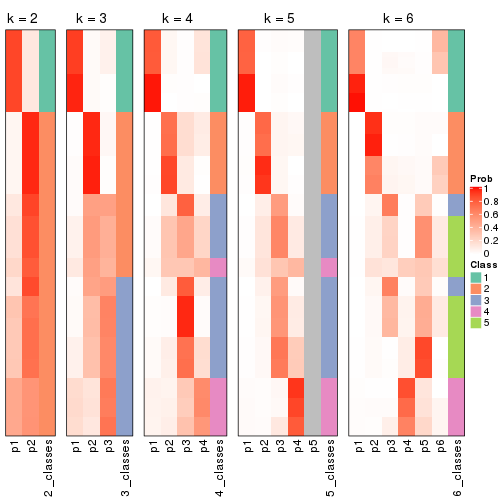 k = 2
k = 3
k = 4
k = 5
k = 6
Prob
1
0.8
0.6
0.4
0.2
0
Class
1
2
3
4
5
p1
p2
2_classes
p1
p2
p3
3_classes
p1
p2
p3
p4
4_classes
p1
p2
p3
p4
p5
5_classes
p1
p2
p3
p4
p5
p6
6_classes